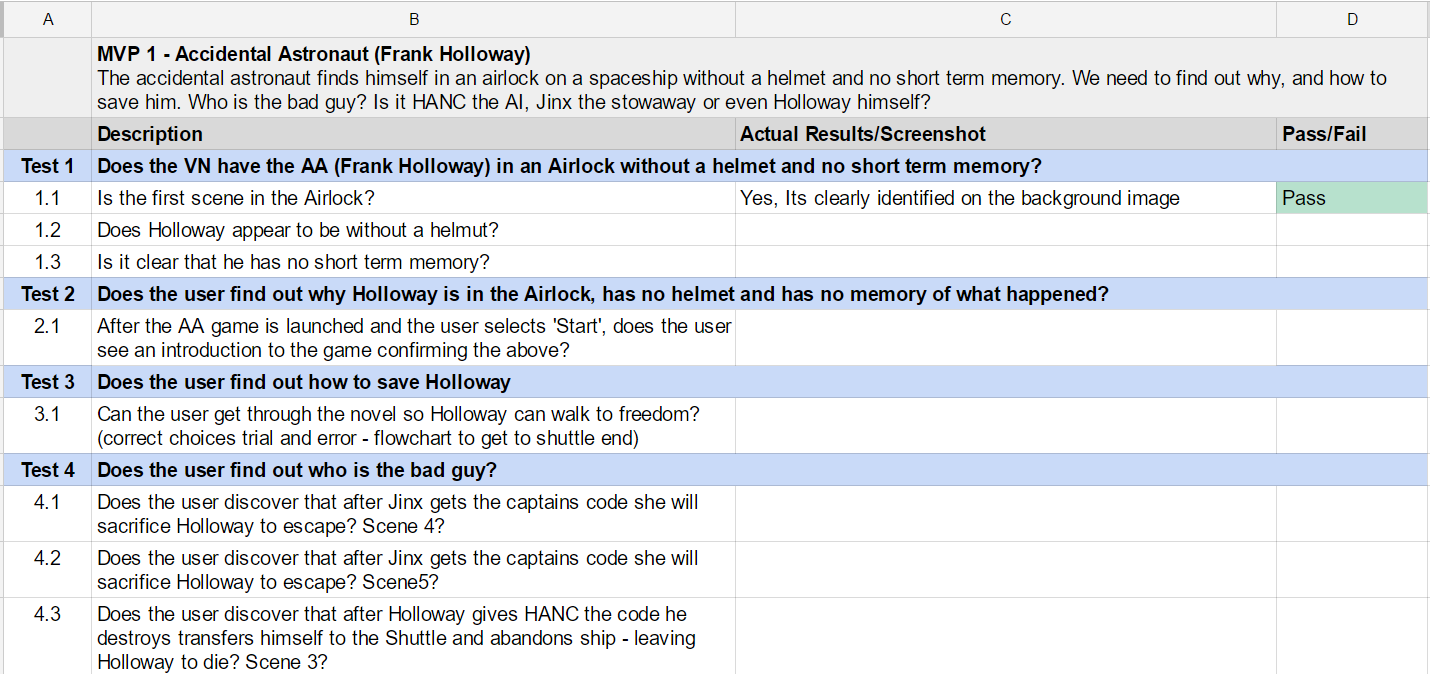 A B C D
MVP 1 - Accidental Astronaut (Frank Holloway)
The accidental astronaut finds himself in an airlock on a spaceship without a helmet and no short term memory. We need to find out why, and how to
save him. Who is the bad guy? Is it HANC the AI, Jinx the stowaway or even Holloway himself?
Description Actual Results/Screenshot Pass/Fail
Test 1 Does the VN have the AA (Frank Holloway) in an Airlock without a helmet and no short term memory?
1.1 Is the first scene in the Airlock? Yes, Its clearly identified on the background image Pass
1.2 Does Holloway appear to be without a helmut?
1.3 Is it clear that he has no short term memory?
Test 2 Does the user find out why Holloway is in the Airlock, has no helmet and has no memory of what happened?
2.1 After the AA game is launched and the user selects 'Start', does the user
see an introduction to the game confirming the above?
Test 3 Does the user find out how to save Holloway
3.1 Can the user get through the novel so Holloway can walk to freedom?
(correct choices trial and error - flowchart to get to shuttle end)
Test 4 Does the user find out who is the bad guy?
4.1 Does the user discover that after Jinx gets the captains code she will
sacrifice Holloway to escape? Scene 4?
4.2 Does the user discover that after Jinx gets the captains code she will
sacrifice Holloway to escape? Scene5?
4.3 Does the user discover that after Holloway gives HANC the code he
destroys transfers himself to the Shuttle and abandons ship - leaving
Holloway to die? Scene 3?